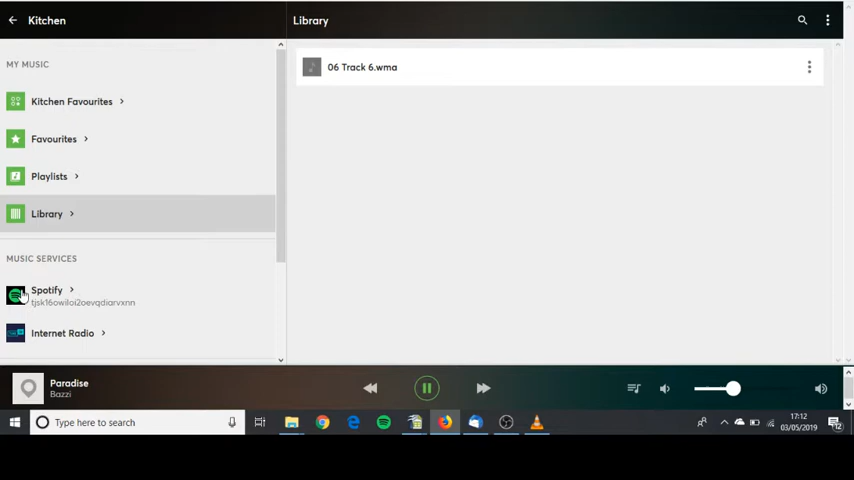 Kitchen
Library
MY MUSIC
06 Track 6.wma
Kitchen Favourites
Favourites
Playlists
Library
MUSIC SERVICES
Spotify
Internet Radio
Paradise
Bazzi
Type here to search
17:12
03/05/2019